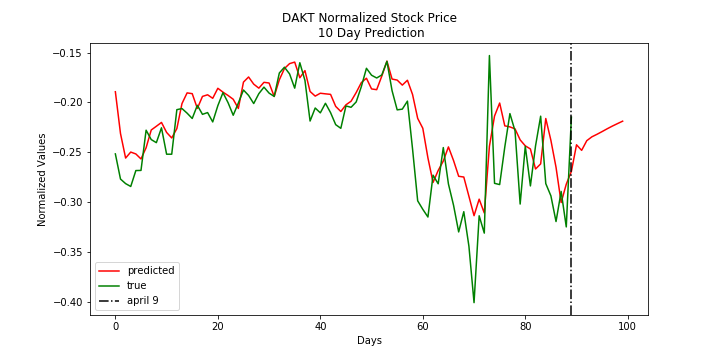 DAKT Normalized Stock Price
10 Day Prediction
−0.15
−0.20
−0.25
−0.30
−0.35
−0.40
Normalized Values
predicted
true
april 9
0
20
40
60
80
100
Days